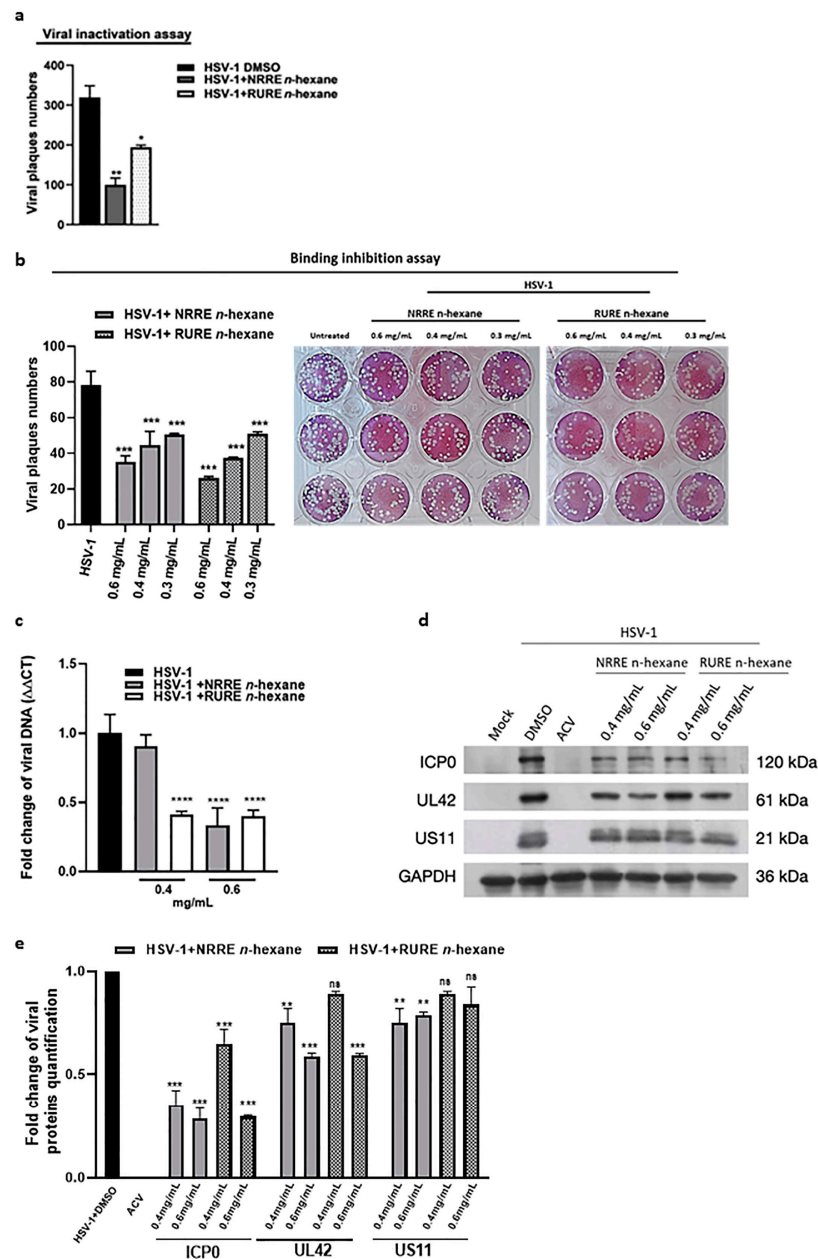 a
Viral inactivation assay
HSV-1 DMSO
HSV-1+NRRE n-hexane
HSV-1+RURE n-hexane
Viral plaques numbers
400
300
200
100
0
**
*
b
Binding inhibition assay
HSV-1
NRRE n-hexane
RURE n-hexane
Untreated
0.6 mg/mL
0.4 mg/mL
0.3 mg/mL
0.6 mg/mL
0.4 mg/mL
0.3 mg/mL
HSV-1+ NRRE n-hexane
HSV-1+ RURE n-hexane
Viral plaques numbers
100
80
60
40
20
0
***
***
***
***
***
***
HSV-1
0.6 mg/mL
0.4 mg/mL
0.3 mg/mL
0.6 mg/mL
0.4 mg/mL
0.3 mg/mL
c
HSV-1
HSV-1 +NRRE n-hexane
HSV-1 +RURE n-hexane
Fold change of viral DNA (ΔΔCT)
1.5
1.0
0.5
0.0
****
****
****
0.4
0.6
mg/mL
d
HSV-1
NRRE n-hexane
RURE n-hexane
Mock
DMSO
ACV
0.4 mg/mL
0.6 mg/mL
0.4 mg/mL
0.6 mg/mL
ICP0
120 kDa
UL42
61 kDa
US11
21 kDa
GAPDH
36 kDa
e
HSV-1+NRRE n-hexane
HSV-1+RURE n-hexane
Fold change of viral
proteins quantification
1.0
0.5
0.0
***
***
***
***
**
***
ns
***
**
**
ns
ns
HSV-1+DMSO
ACV
0.4mg/mL
0.6mg/mL
0.4mg/mL
0.6mg/mL
0.4mg/mL
0.6mg/mL
0.4mg/mL
0.6mg/mL
0.4mg/mL
0.6mg/mL
0.4mg/mL
0.6mg/mL
ICP0
UL42
US11